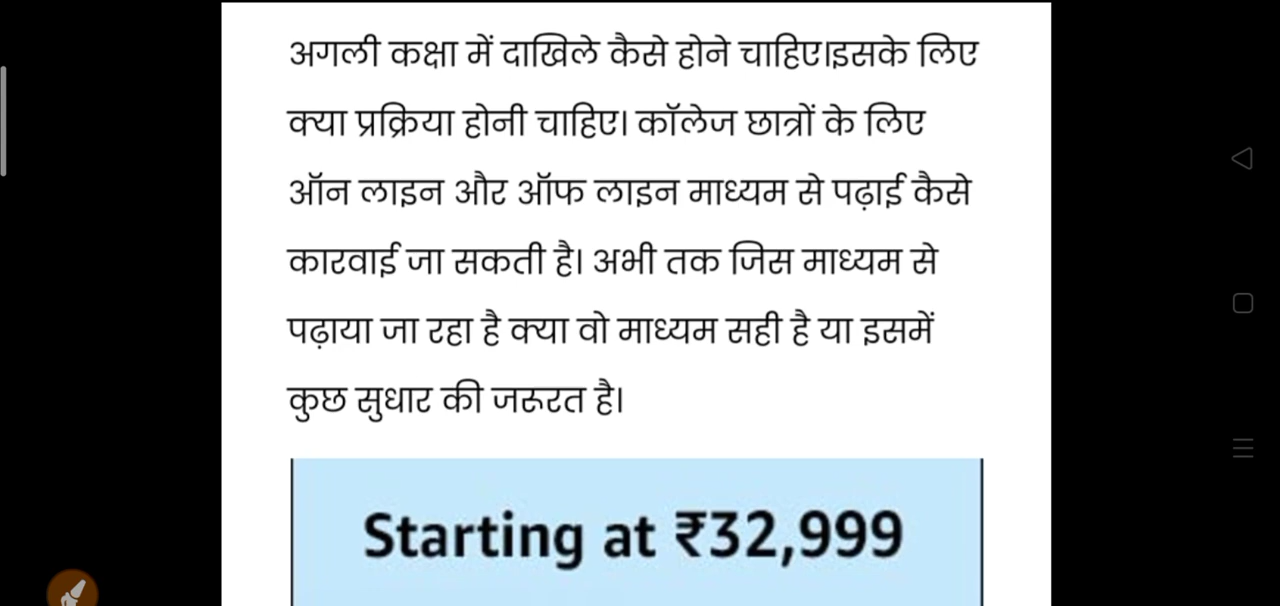 अगली कक्षा में दाखिले कैसे होने चाहिए।इसके लिए
क्या प्रक्रिया होनी चाहिए। कॉलेज छात्रों के लिए
ऑन लाइन और ऑफ लाइन माध्यम से पढ़ाई कैसे
कारवाई जा सकती है। अभी तक जिस माध्यम से
पढ़ाया जा रहा है क्या वो माध्यम सही है या इसमें
कुछ सुधार की जरूरत है।
Starting at ₹32,999